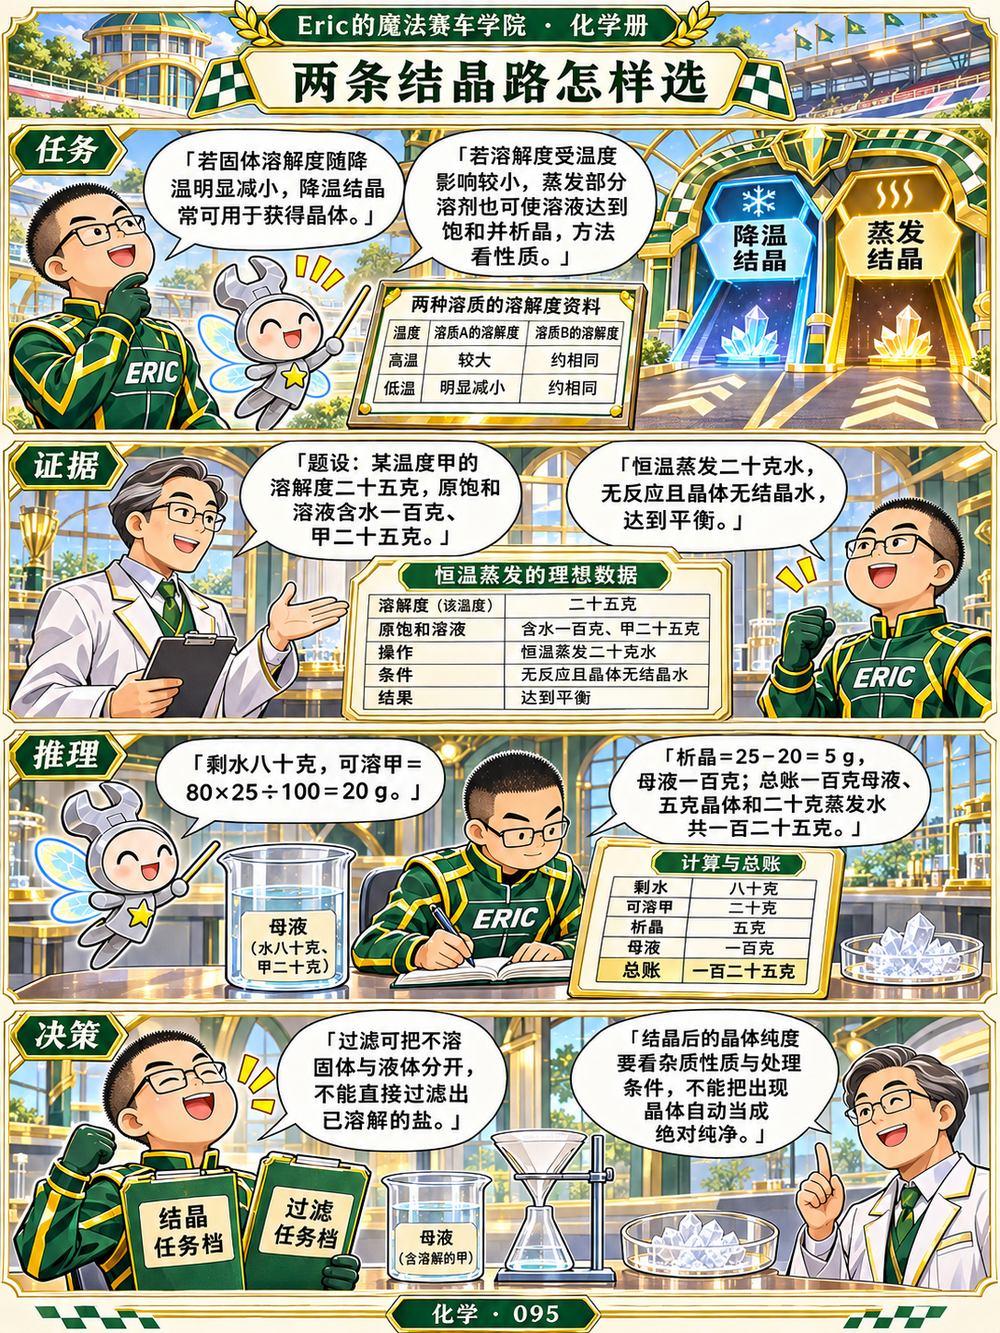 Eric的魔法赛车学院 · 化学册
两条结晶路怎样选
任务
「若固体溶解度随降
温明显减小，降温结晶
常可用于获得晶体。」
「若溶解度受温度
影响较小，蒸发部分
溶剂也可使溶液达到
饱和并析晶，方法
看性质。」
降温
结晶
蒸发
结晶
ERIC
两种溶质的溶解度资料
温度 溶质A的溶解度 溶质B的溶解度
高温 较大 约相同
低温 明显减小 约相同
证据
「题设：某温度甲的
溶解度二十五克，原饱和
溶液含水一百克、
甲二十五克。」
「恒温蒸发二十克水，
无反应且晶体无结晶水，
达到平衡。」
恒温蒸发的理想数据
溶解度（该温度） 二十五克
原饱和溶液 含水一百克、甲二十五克
操作 恒温蒸发二十克水
条件 无反应且晶体无结晶水
结果 达到平衡
ERIC
推理
「剩水八十克，可溶甲＝
80×25÷100＝20 g。」
「析晶＝25－20＝5 g，
母液一百克；总账一百克母液、
五克晶体和二十克蒸发水
共一百二十五克。」
母液
（水八十克、
甲二十克）
ERIC
计算与总账
剩水 八十克
可溶甲 二十克
析晶 五克
母液 一百克
总账 一百二十五克
决策
「过滤可把不溶
固体与液体分开，
不能直接过滤出
已溶解的盐。」
「结晶后的晶体纯度
要看杂质性质与处理
条件，不能把出现
晶体自动当成
绝对纯净。」
结晶
任务档
过滤
任务档
母液
（含溶解的甲）
化学 · 095